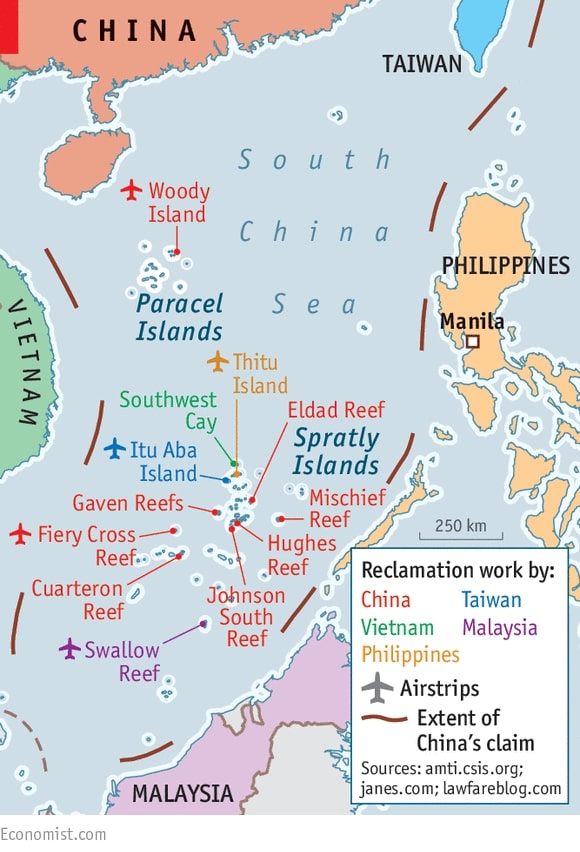 CHINA
TAIWAN
South
China
Sea
Woody
Island
Paracel
Islands
PHILIPPINES
Manila
VIETNAM
Thitu
Island
Southwest
Cay
Eldad Reef
Spratly
Islands
Itu Aba
Island
Gaven Reefs
Mischief
Reef
Fiery Cross
Reef
Hughes
Reef
Cuarteron
Reef
Johnson
South
Reef
Swallow
Reef
250 km
MALAYSIA
Reclamation work by:
China Taiwan
Vietnam Malaysia
Philippines
Airstrips
Extent of
China's claim
Sources: amti.csis.org;
janes.com; lawfareblog.com
Economist.com